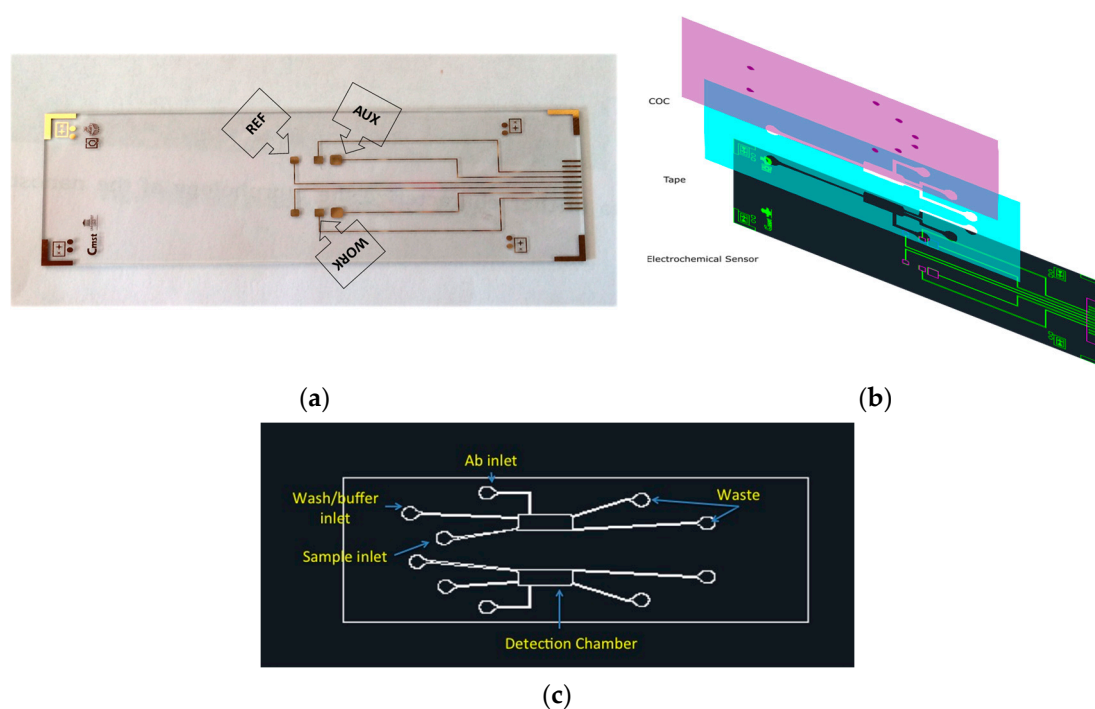 REF
AUX
WORK
Cmst
COC
Tape
Electrochemical Sensor
(a)
(b)
Ab inlet
Wash/buffer
inlet
Waste
Sample inlet
Detection Chamber
(c)